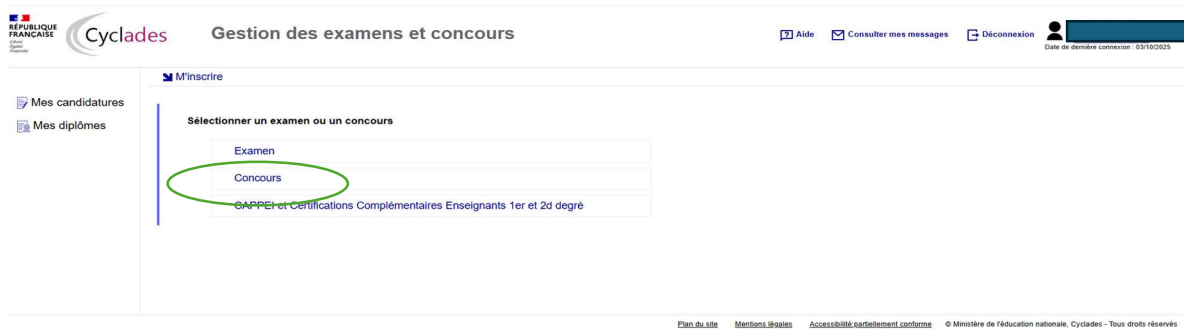 RÉPUBLIQUE
FRANÇAISE
Liberté
Égalité
Fraternité
Cyclades
Gestion des examens et concours
Aide
Consulter mes messages
Déconnexion
Date de dernière connexion : 03/10/2025
M'inscrire
Mes candidatures
Mes diplômes
Sélectionner un examen ou un concours
Examen
Concours
CAPPEI et Certifications Complémentaires Enseignants 1er et 2d degré
Plan du site Mentions légales Accessibilité:partiellement conforme © Ministère de l'éducation nationale, Cyclades - Tous droits réservés